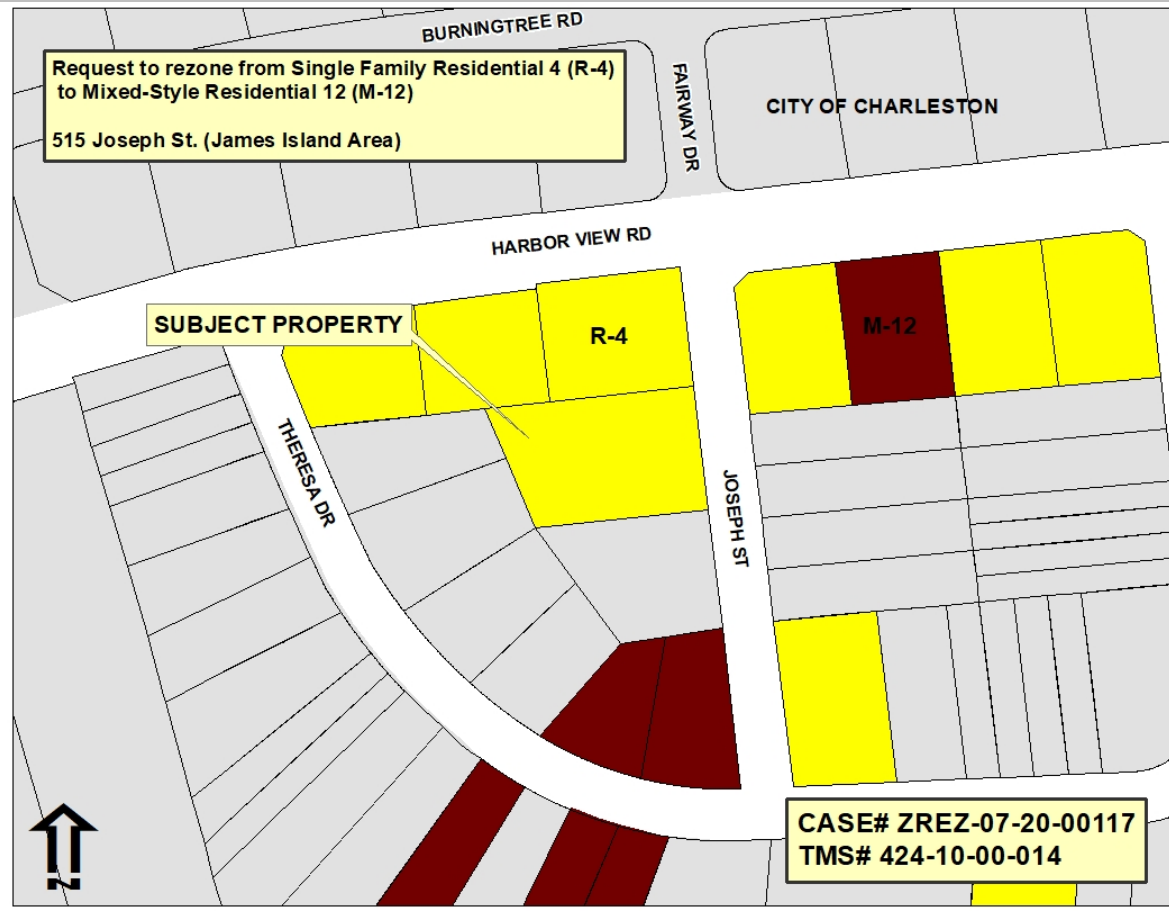 BURNINGTREE RD
Request to rezone from Single Family Residential 4 (R-4)
to Mixed-Style Residential 12 (M-12)
515 Joseph St. (James Island Area)
FAIRWAY DR
CITY OF CHARLESTON
HARBOR VIEW RD
SUBJECT PROPERTY
R-4
M-12
THERESA DR
JOSEPH ST
CASE# ZREZ-07-20-00117
TMS# 424-10-00-014
N